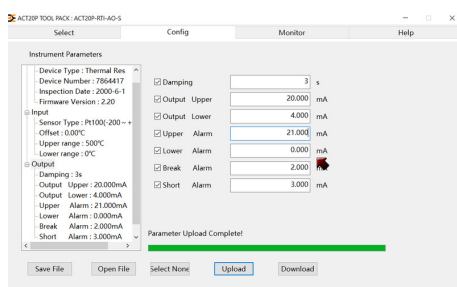 ACT20P TOOL PACK : ACT20P-RTI-AO-S
Select Config Monitor Help
Instrument Parameters
Device Type : Thermal Res
Device Number : 7864417
Inspection Date : 2000-6-1
Firmware Version : 2.20
Input
Sensor Type : Pt100(-200 ~ +
Offset : 0.00°C
Upper range : 500°C
Lower range : 0°C
Output
Damping : 3s
Output Upper : 20.000mA
Output Lower : 4.000mA
Upper Alarm : 21.000mA
Lower Alarm : 0.000mA
Break Alarm : 2.000mA
Short Alarm : 3.000mA
Damping 3 s
Output Upper 20.000 mA
Output Lower 4.000 mA
Upper Alarm 21.000 mA
Lower Alarm 0.000 mA
Break Alarm 2.000 mA
Short Alarm 3.000 mA
Parameter Upload Complete!
Save File Open File Select None Upload Download